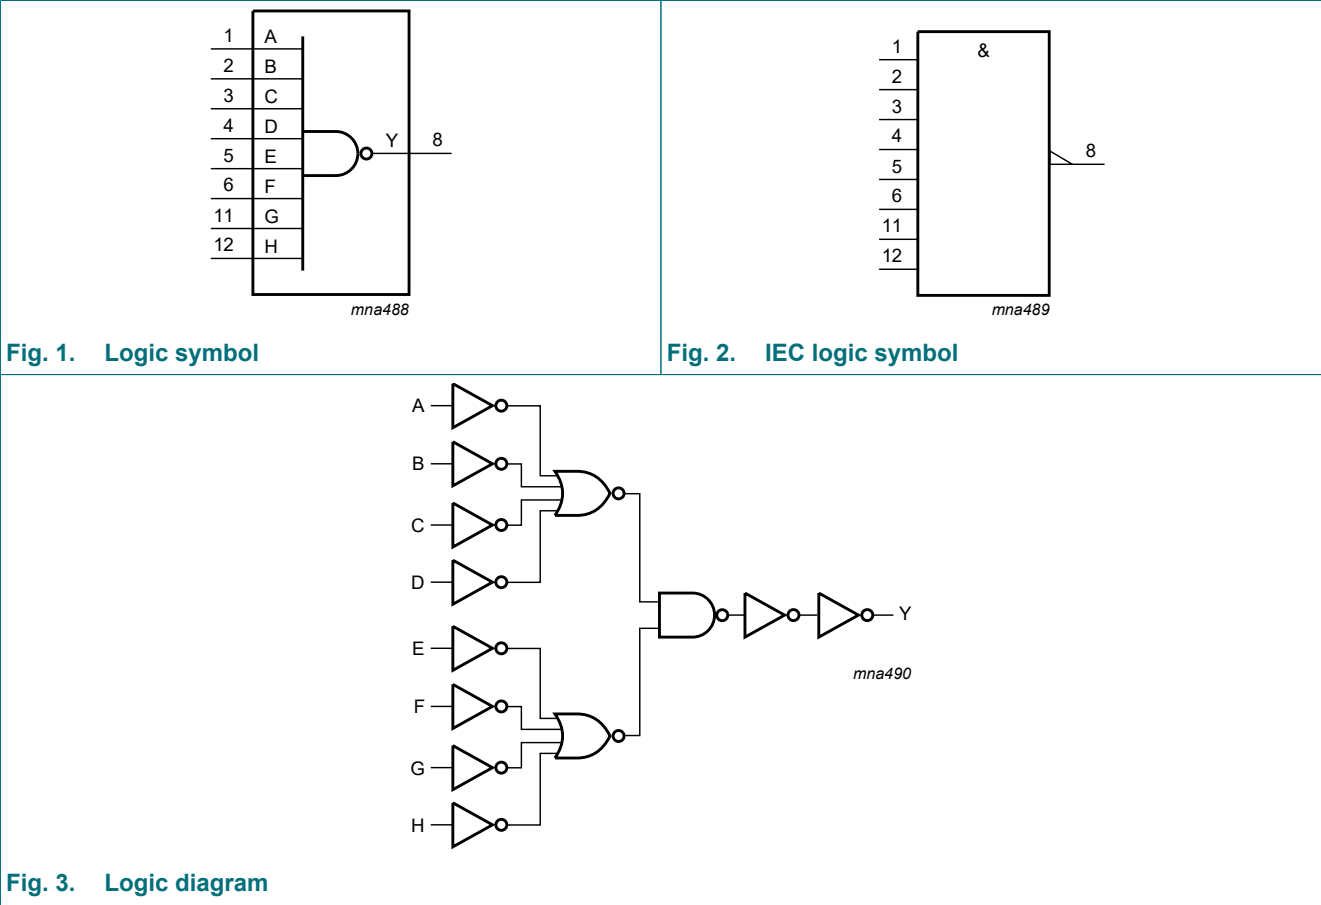 1 A
2 B
3 C
4 D
5 E
6 F
11 G
12 H
Y 8
mna488
Fig. 1. Logic symbol
&
1
2
3
4
5
6
11
12
8
mna489
Fig. 2. IEC logic symbol
A
B
C
D
E
F
G
H
Y
mna490
Fig. 3. Logic diagram